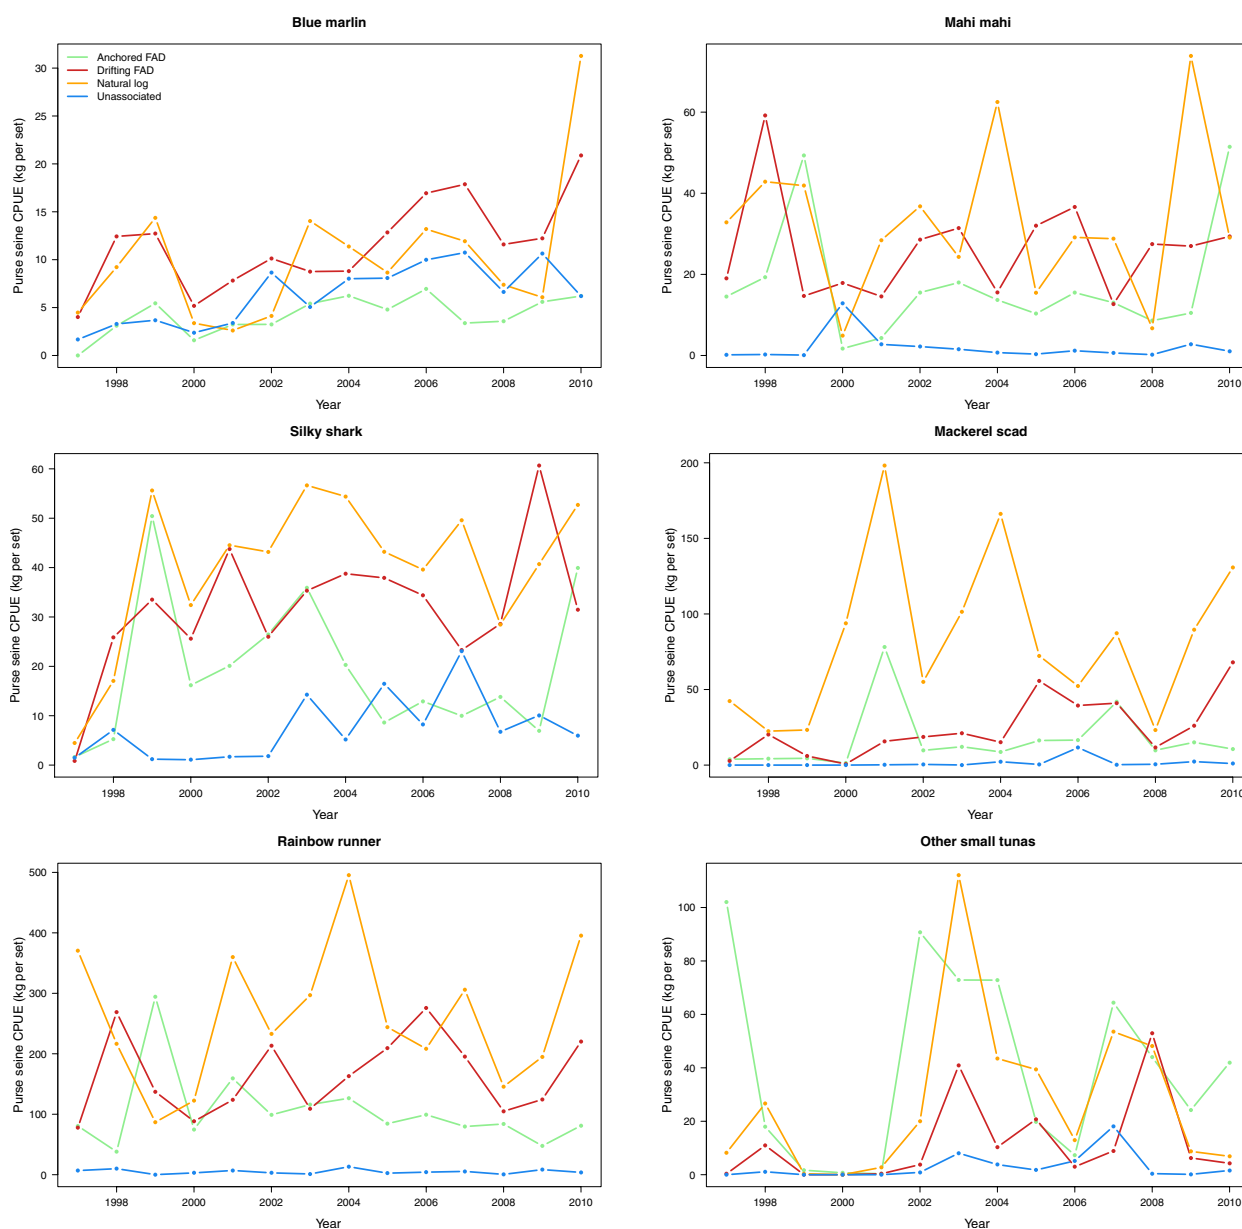 Blue marlin
Purse seine CPUE (kg per set)
30
25
20
15
10
5
0
Anchored FAD
Drifting FAD
Natural log
Unassociated
1998 2000 2002 2004 2006 2008 2010
Year
Mahi mahi
Purse seine CPUE (kg per set)
60
40
20
0
1998 2000 2002 2004 2006 2008 2010
Year
Silky shark
Purse seine CPUE (kg per set)
60
50
40
30
20
10
0
1998 2000 2002 2004 2006 2008 2010
Year
Mackerel scad
Purse seine CPUE (kg per set)
200
150
100
50
0
1998 2000 2002 2004 2006 2008 2010
Year
Rainbow runner
Purse seine CPUE (kg per set)
500
400
300
200
100
0
1998 2000 2002 2004 2006 2008 2010
Year
Other small tunas
Purse seine CPUE (kg per set)
100
80
60
40
20
0
1998 2000 2002 2004 2006 2008 2010
Year